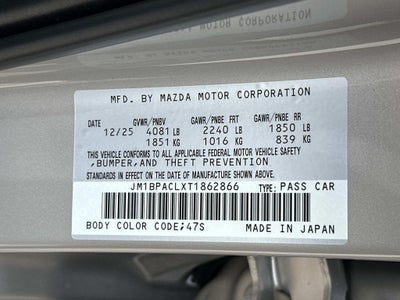 MFD. BY MAZDA MOTOR CORPORATION
DATE GVWR/PNBV GAWR/PNBE FRT GAWR/PNBE RR
12/25 4081 LB 2240 LB 1850 LB
1851 KG 1016 KG 839 KG
THIS VEHICLE CONFORMS TO ALL APPLICABLE FEDERAL MOTOR VEHICLE SAFETY
,BUMPER,AND THEFT PREVENTION
STANDARDS IN EFFECT ON THE DATE OF MANUFACTURE SHOWN ABOVE.
JM1BPACLXT1862866 TYPE: PASS CAR
BODY COLOR CODE;47S MADE IN JAPAN